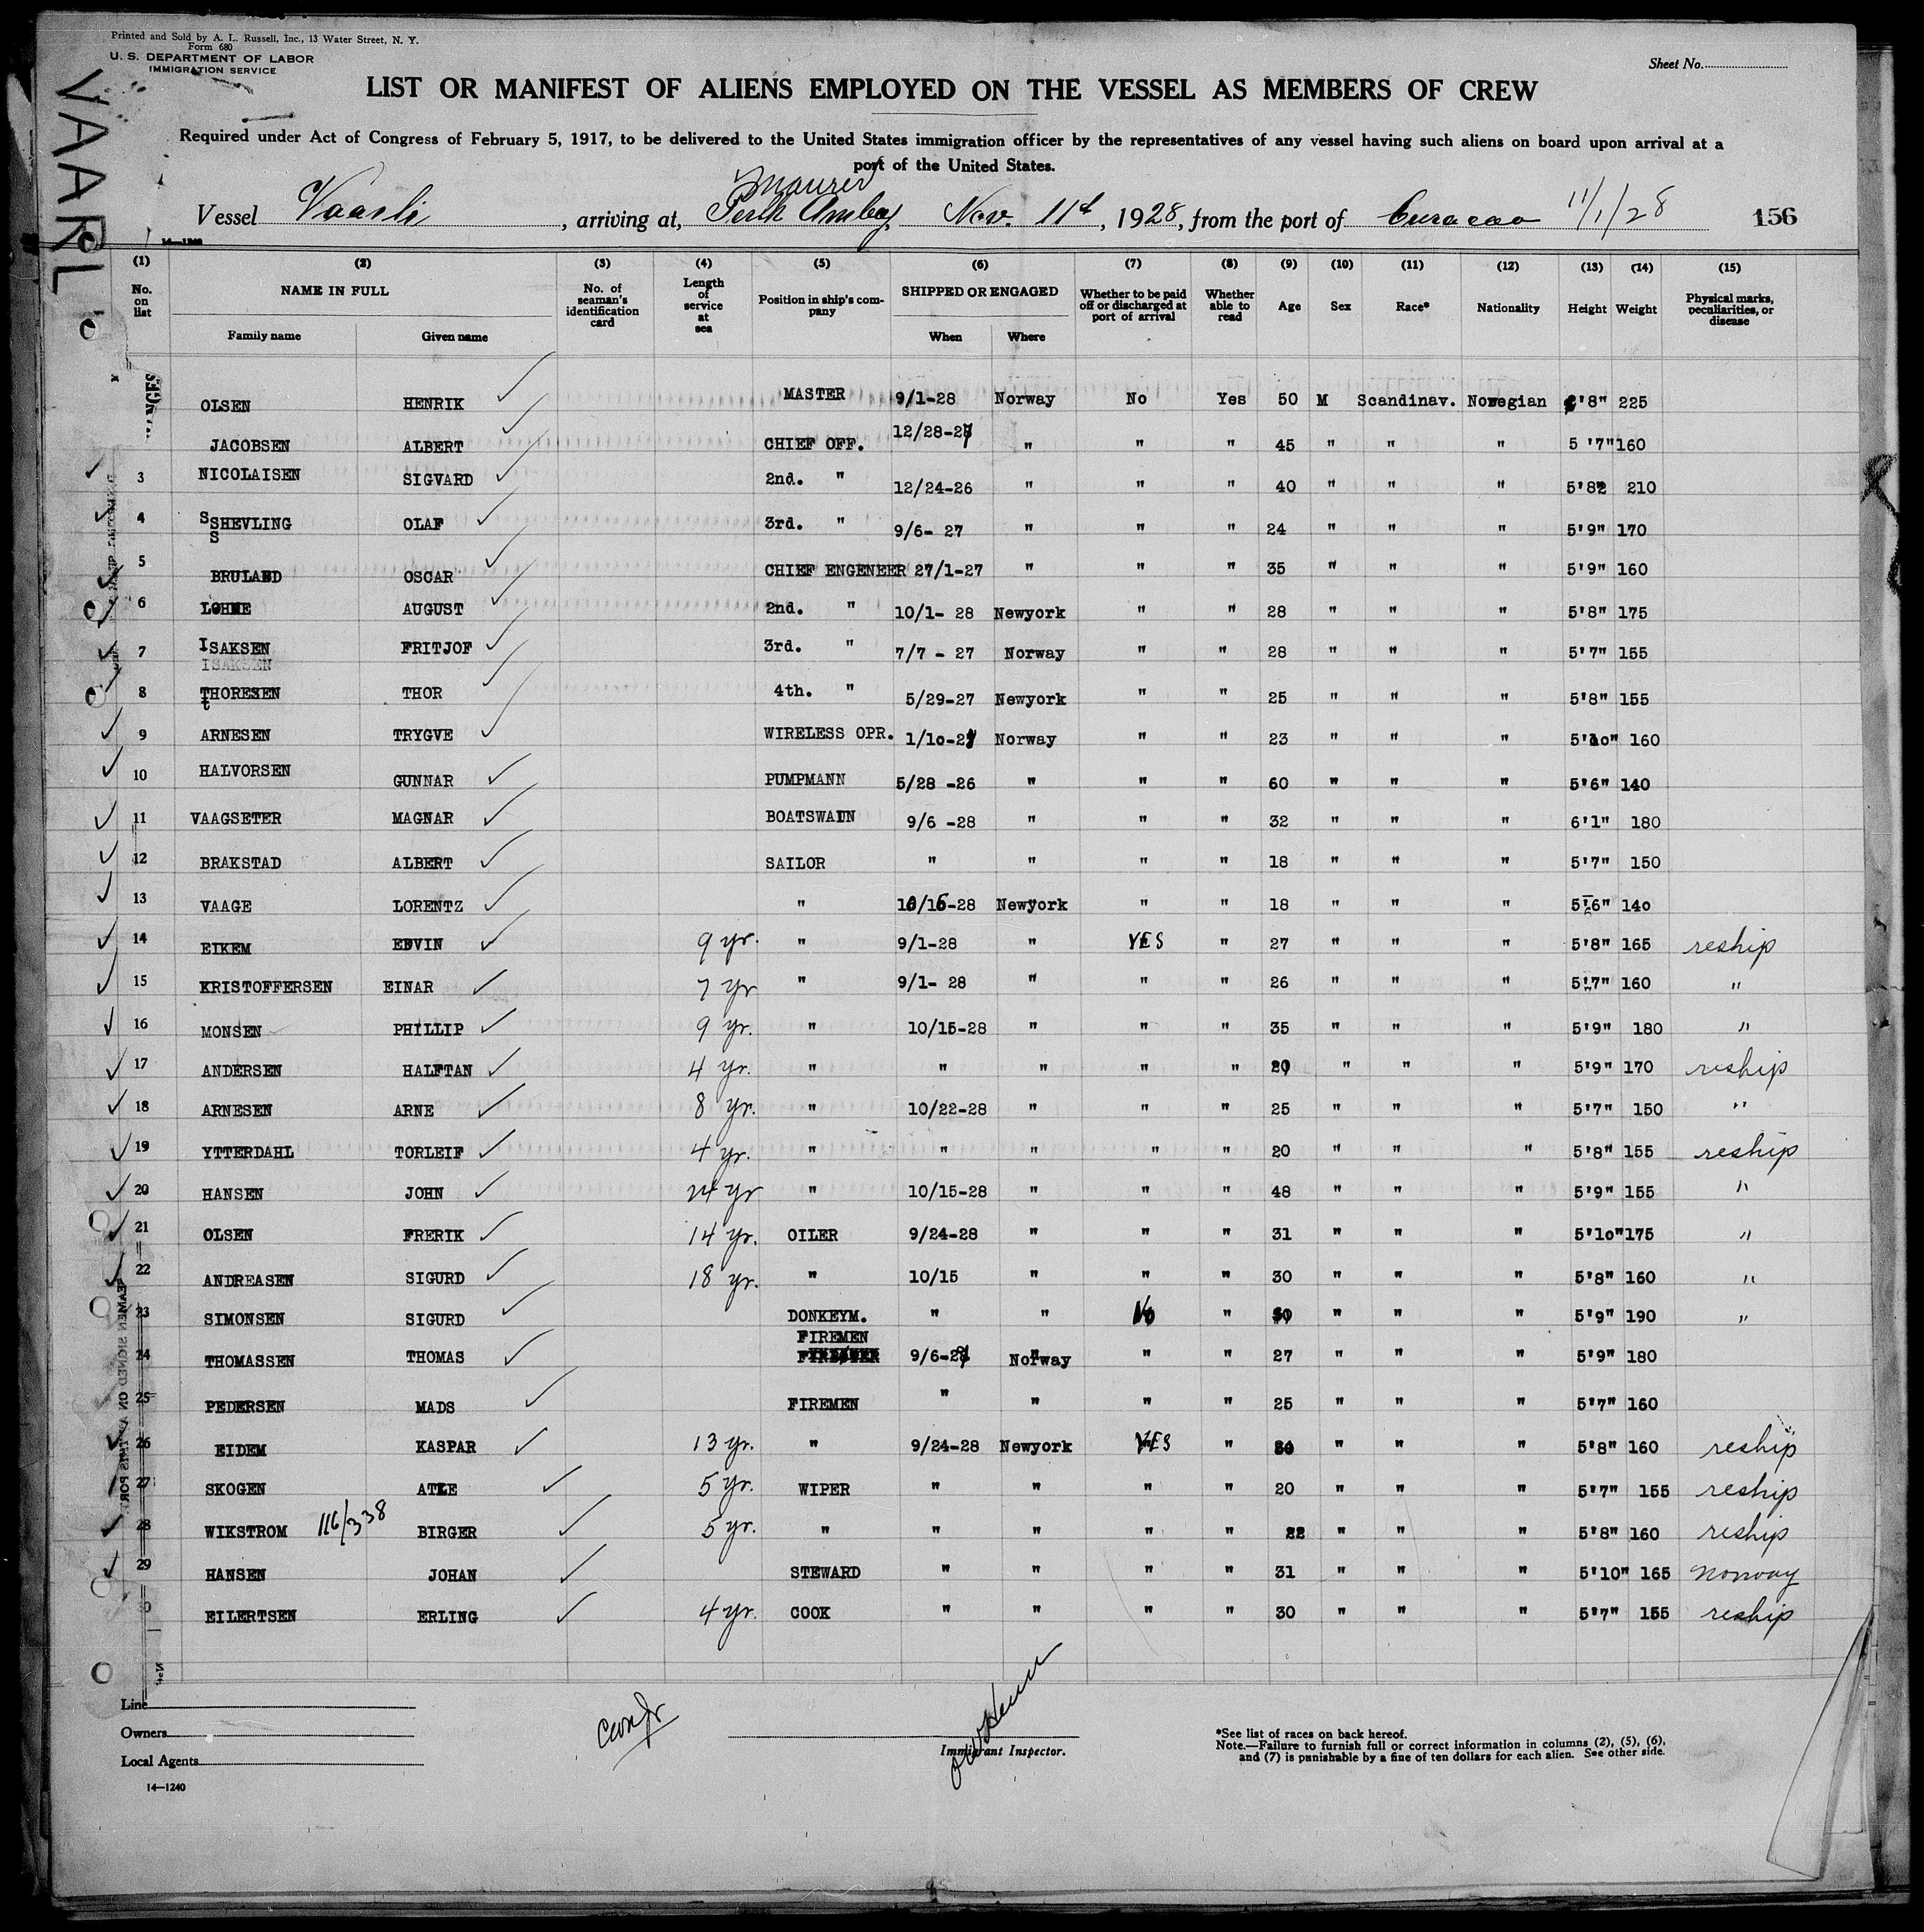 Printed and Sold by A. L. Russell, Inc., 13 Water Street, N. Y.
Form 680
U. S. DEPARTMENT OF LABOR
IMMIGRATION SERVICE
Sheet No.
VAARL
LIST OR MANIFEST OF ALIENS EMPLOYED ON THE VESSEL AS MEMBERS OF CREW
Required under Act of Congress of February 5, 1917, to be delivered to the United States immigration officer by the representatives of any vessel having such aliens on board upon arrival at a
port of the United States.
Maurer
Vessel Vaarli, arriving at, Perth Amboy, Nov. 11th, 1928, from the port of Curacao 11/1/28 156
14—1240
(1) (2) (3) (4) (5) (6) (7) (8) (9) (10) (11) (12) (13) (14) (15)
No. on list NAME IN FULL No. of seaman's identification card Length of service at sea Position in ship's company SHIPPED OR ENGAGED Whether to be paid off or discharged at port of arrival Whether able to read Age Sex Race* Nationality Height Weight Physical marks, peculiarities, or disease
Family name Given name When Where
OLSEN HENRIK MASTER 9/1-28 Norway No Yes 50 M Scandinav. Norwegian 6'8" 225
JACOBSEN ALBERT CHIEF OFF. 12/28-27 " " " 45 " " " 5'7" 160
3 NICOLAISEN SIGVARD 2nd. " 12/24-26 " " " 40 " " " 5'82 210
4 SSHEVLING OLAF 3rd. " 9/6- 27 " " " 24 " " " 5'9" 170
S
5 BRULAND OSCAR CHIEF ENGENEER 27/1-27 " " " 35 " " " 5'9" 160
6 LOHNE AUGUST 2nd. " 10/1- 28 Newyork " " 28 " " " 5'8" 175
7 ISAKSEN FRITJOF 3rd. " 7/7 - 27 Norway " " 28 " " " 5'7" 155
ISAKSEN
8 THORESEN THOR 4th. " 5/29-27 Newyork " " 25 " " " 5'8" 155
t
9 ARNESEN TRYGVE WIRELESS OPR. 1/10-27 Norway " " 23 " " " 5'10" 160
10 HALVORSEN GUNNAR PUMPMANN 5/28 -26 " " " 60 " " " 5'6" 140
11 VAAGSETER MAGNAR BOATSWAIN 9/6 -28 " " " 32 " " " 6'1" 180
12 BRAKSTAD ALBERT SAILOR " " " " 18 " " " 5'7" 150
13 VAAGE LORENTZ " 10/15-28 Newyork " " 18 " " " 5'6" 140
14 EIKEM EDVIN 9 yr. " 9/1-28 " YES " 27 " " " 5'8" 165 reship
15 KRISTOFFERSEN EINAR 7 yr " 9/1- 28 " " " 26 " " " 5'7" 160 "
16 MONSEN PHILLIP 9 yr. " 10/15-28 " " " 35 " " " 5'9" 180 "
17 ANDERSEN HALFTAN 4 yr. " " " " " 20 " " " 5'9" 170 reship
18 ARNESEN ARNE 8 yr. " 10/22-28 " " " 25 " " " 5'7" 150 "
19 YTTERDAHL TORLEIF 4 yr. " " " " " 20 " " " 5'8" 155 reship
20 HANSEN JOHN 24 yr " 10/15-28 " " " 48 " " " 5'9" 155 "
21 OLSEN FRERIK 14 yr. OILER 9/24-28 " " " 31 " " " 5'10" 175 "
22 ANDREASEN SIGURD 18 yr. " 10/15 " " " 30 " " " 5'8" 160 "
23 SIMONSEN SIGURD DONKEYM. " " No " 50 " " " 5'9" 190 "
FIREMEN
24 THOMASSEN THOMAS 9/6-28 Norway " " 27 " " " 5'9" 180
25 PEDERSEN MADS FIREMEN " " " " 25 " " " 5'7" 160
26 EIDEM KASPAR 13 yr. " 9/24-28 Newyork YES " 30 " " " 5'8" 160 reship
27 SKOGEN ATLE 5 yr. WIPER " " " " 20 " " " 5'7" 155 reship
28 WIKSTROM 116/338 BIRGER 5 yr. " " " " " 22 " " " 5'8" 160 reship
29 HANSEN JOHAN STEWARD " " " " 31 " " " 5'10" 165 Norway
30 EILERTSEN ERLING 4 yr. COOK " " " " 30 " " " 5'7" 155 reship
Line
Owners
Local Agents
14—1240
Immigrant Inspector.
*See list of races on back hereof.
Note.—Failure to furnish full or correct information in columns (2), (5), (6),
and (7) is punishable by a fine of ten dollars for each alien. See other side.